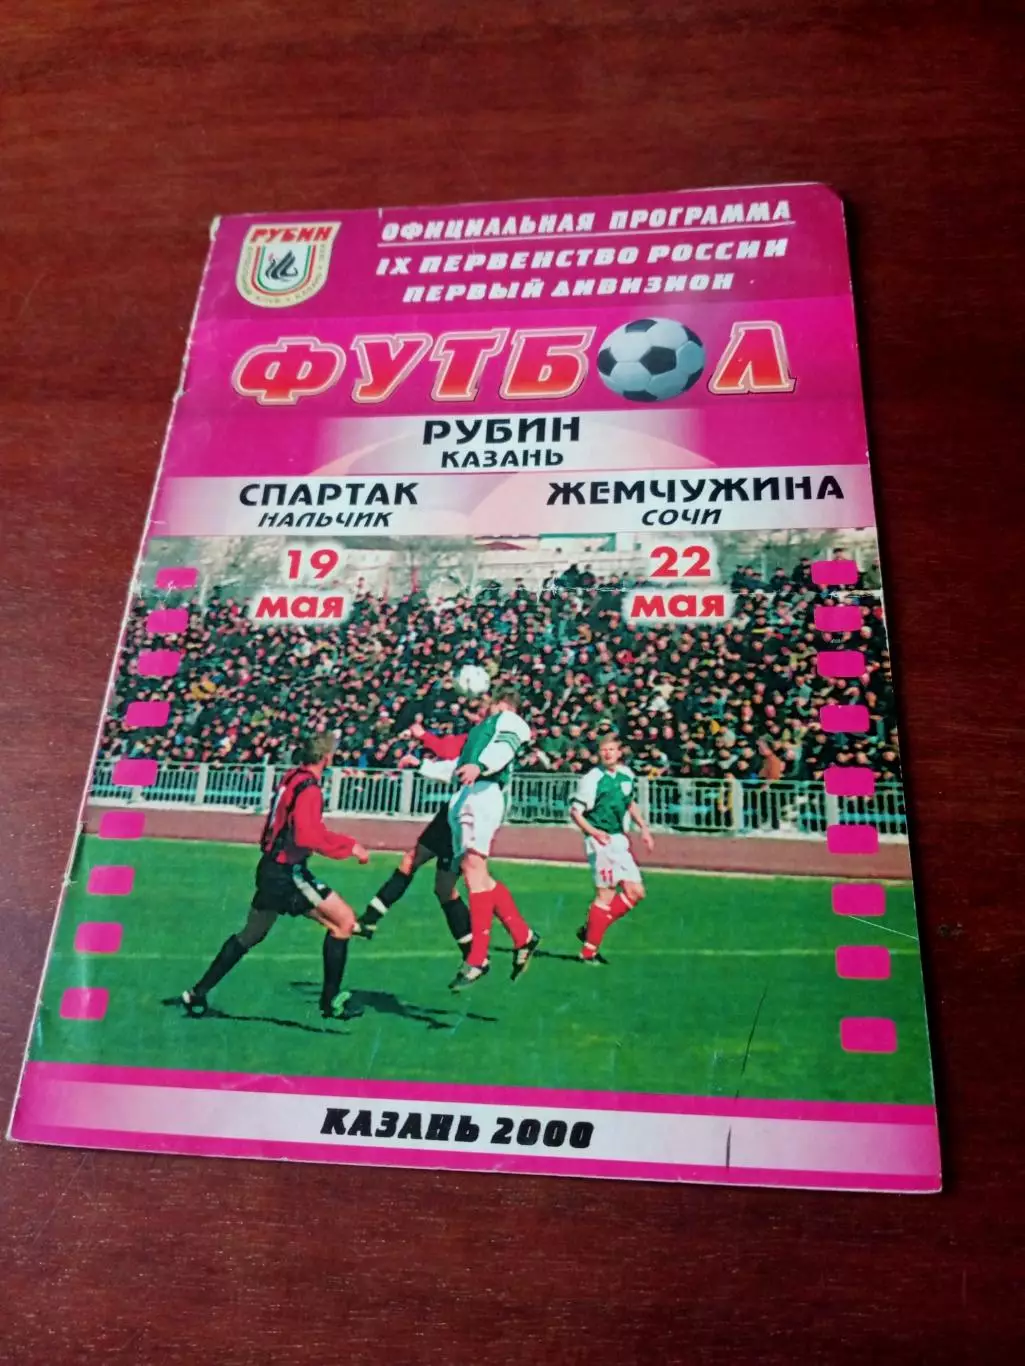 РУБИН
ОФИЦИАЛЬНАЯ ПРОГРАММА
IX ПЕРВЕНСТВО РОССИИ
ПЕРВЫЙ ДИВИЗИОН
ФУТБОЛ
РУБИН
КАЗАНЬ
СПАРТАК
НАЛЬЧИК
ЖЕМЧУЖИНА
СОЧИ
19
мая
22
мая
11
КАЗАНЬ 2000